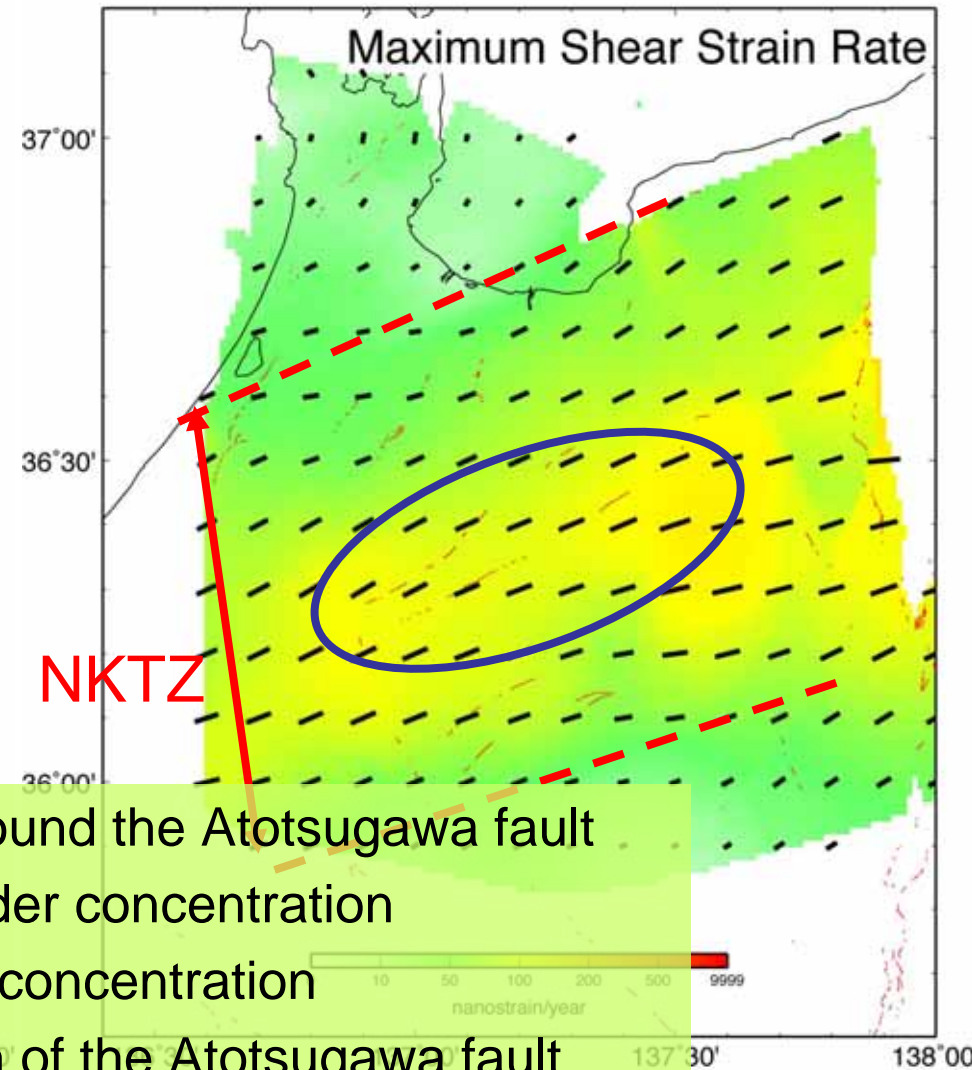 Maximum Shear Strain Rate
37°00'
36°30'
NKTZ
36°00'
ound the Atotsugawa fault
der concentration
concentration
10 50 100 200 500 9999
nanostrain/year
of the Atotsugawa fault
137°30' 138°00